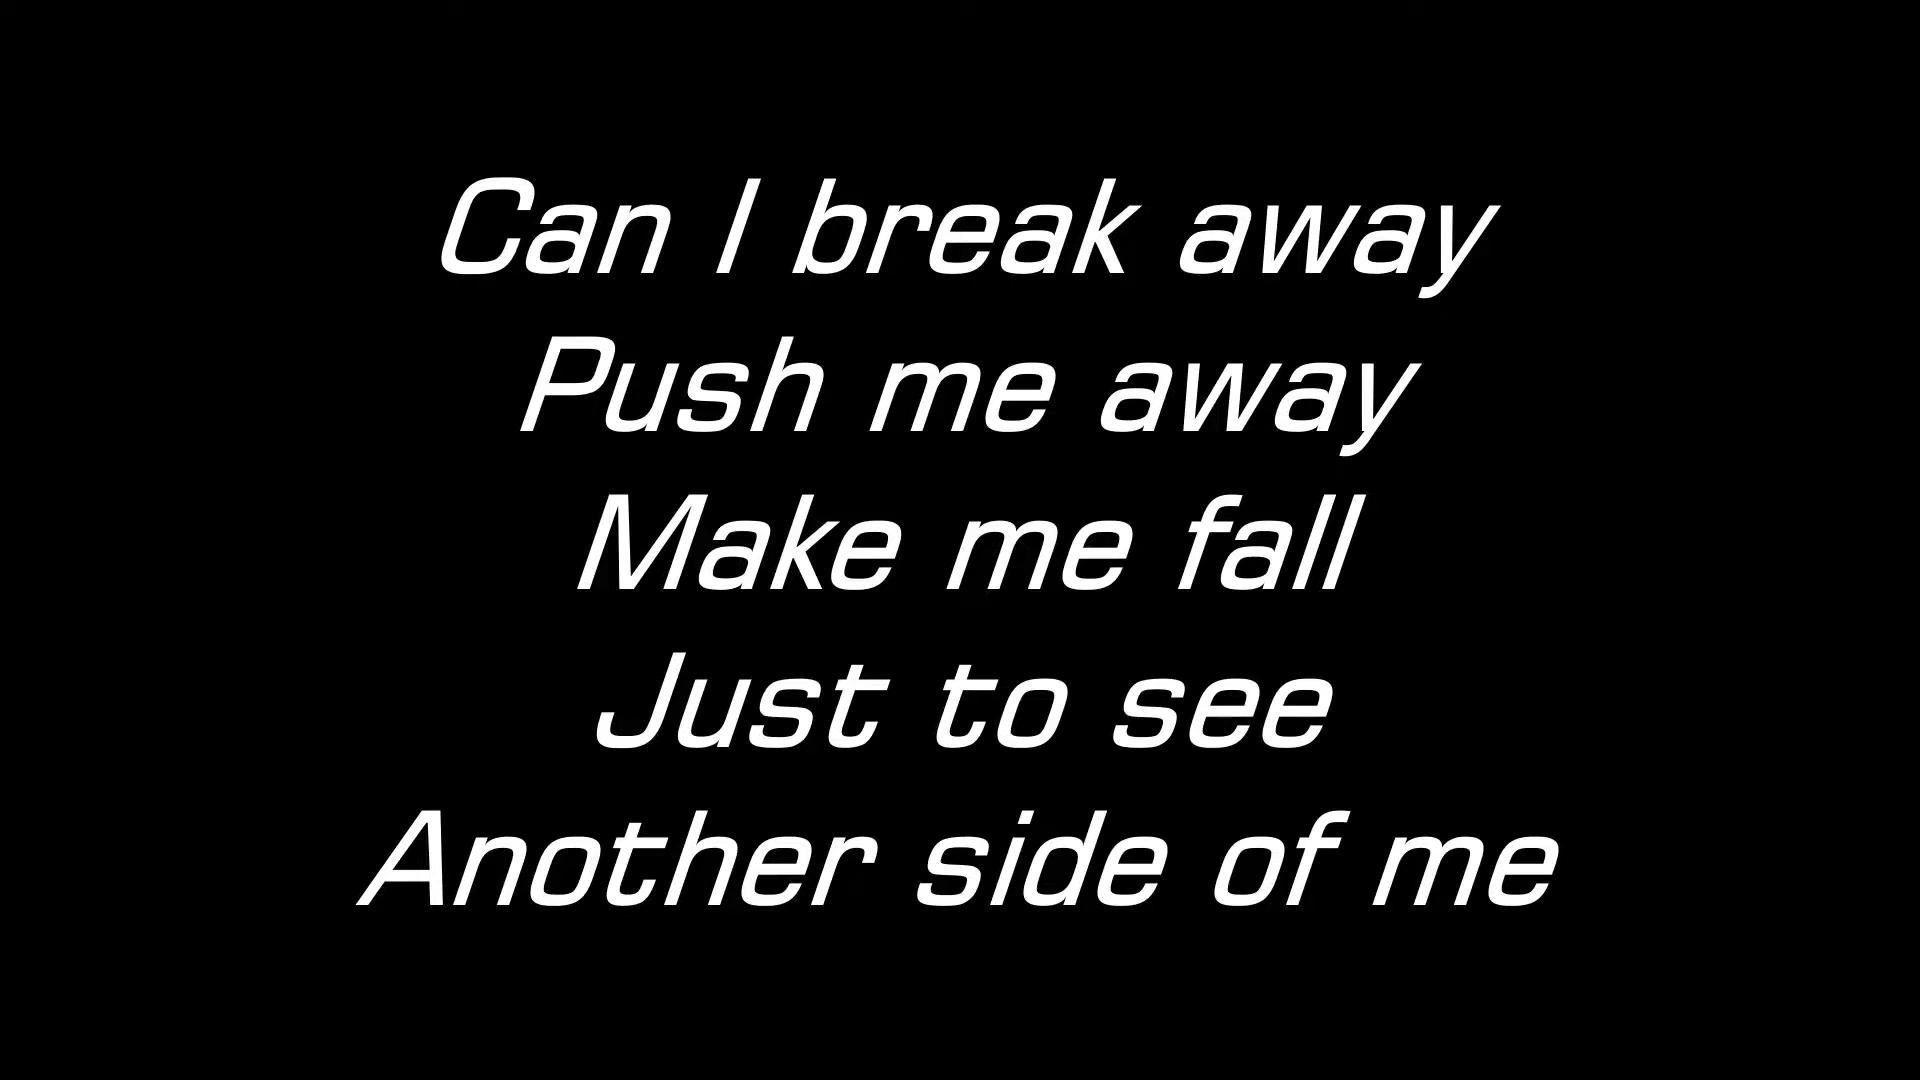 Can I break away
Push me away
Make me fall
Just to see
Another side of me